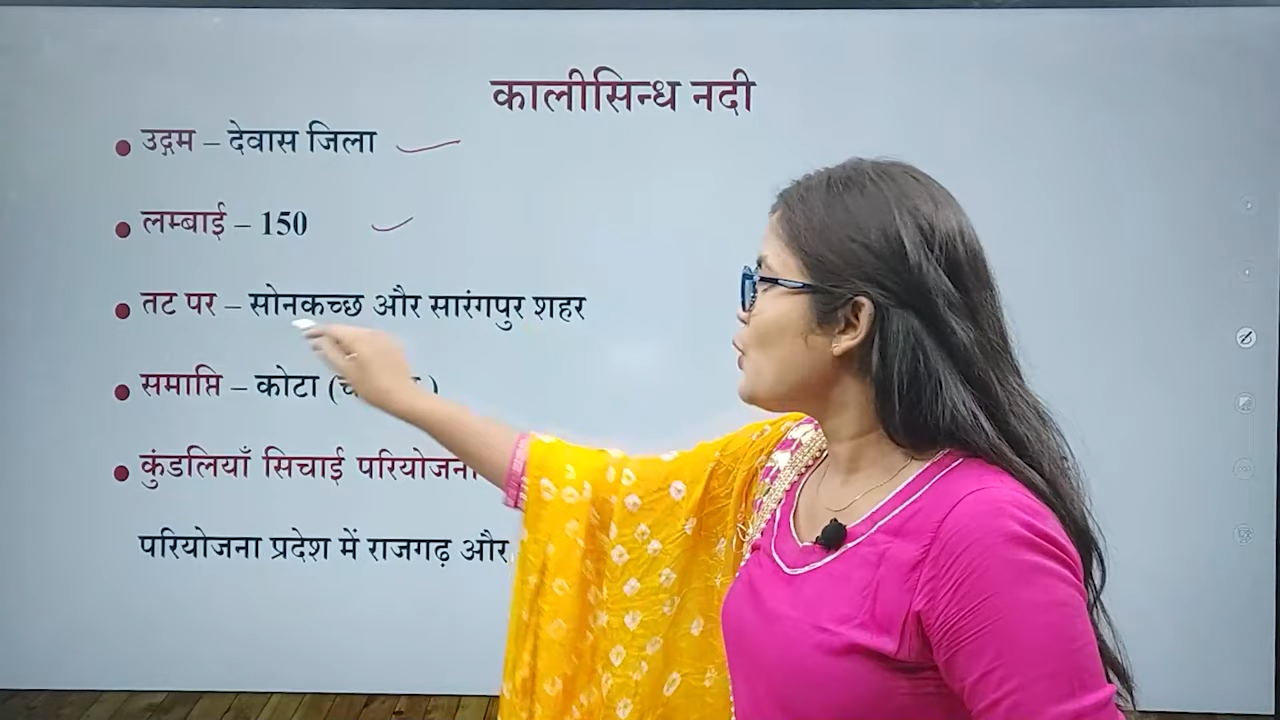 कालीसिन्ध नदी
उद्गम – देवास जिला
लम्बाई – 150
तट पर – सोनकच्छ और सारंगपुर शहर
समाप्ति – कोटा (
कुंडलियाँ सिचाई परियोजना
परियोजना प्रदेश में राजगढ़ और